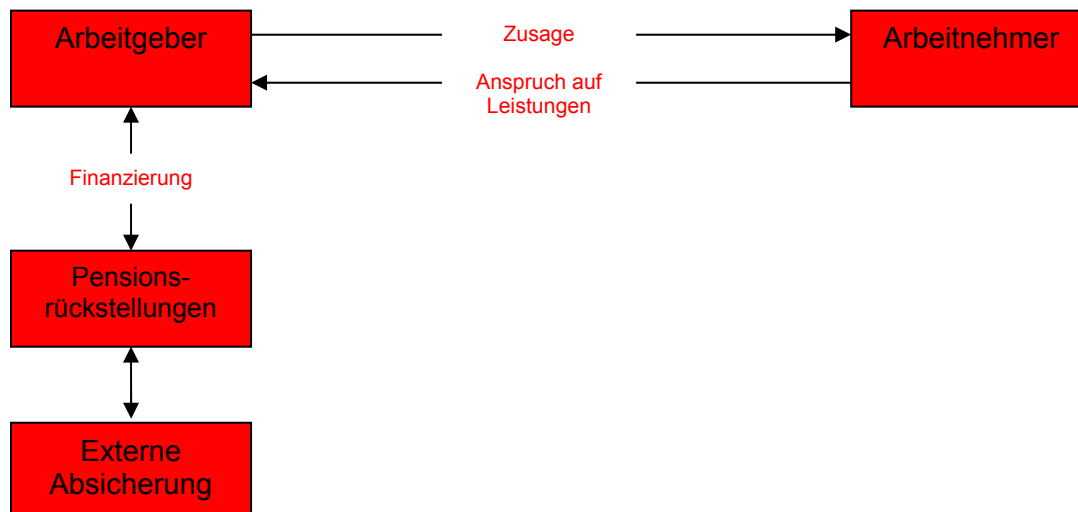 Arbeitgeber
Zusage
Arbeitnehmer
Anspruch auf
Leistungen
Finanzierung
Pensions-
rückstellungen
Externe
Absicherung